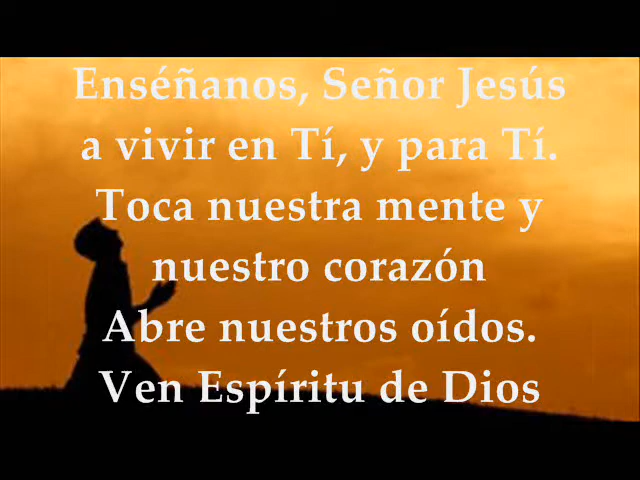 Enséñanos, Señor Jesús
a vivir en Tí, y para Tí.
Toca nuestra mente y
nuestro corazón
Abre nuestros oídos.
Ven Espíritu de Dios